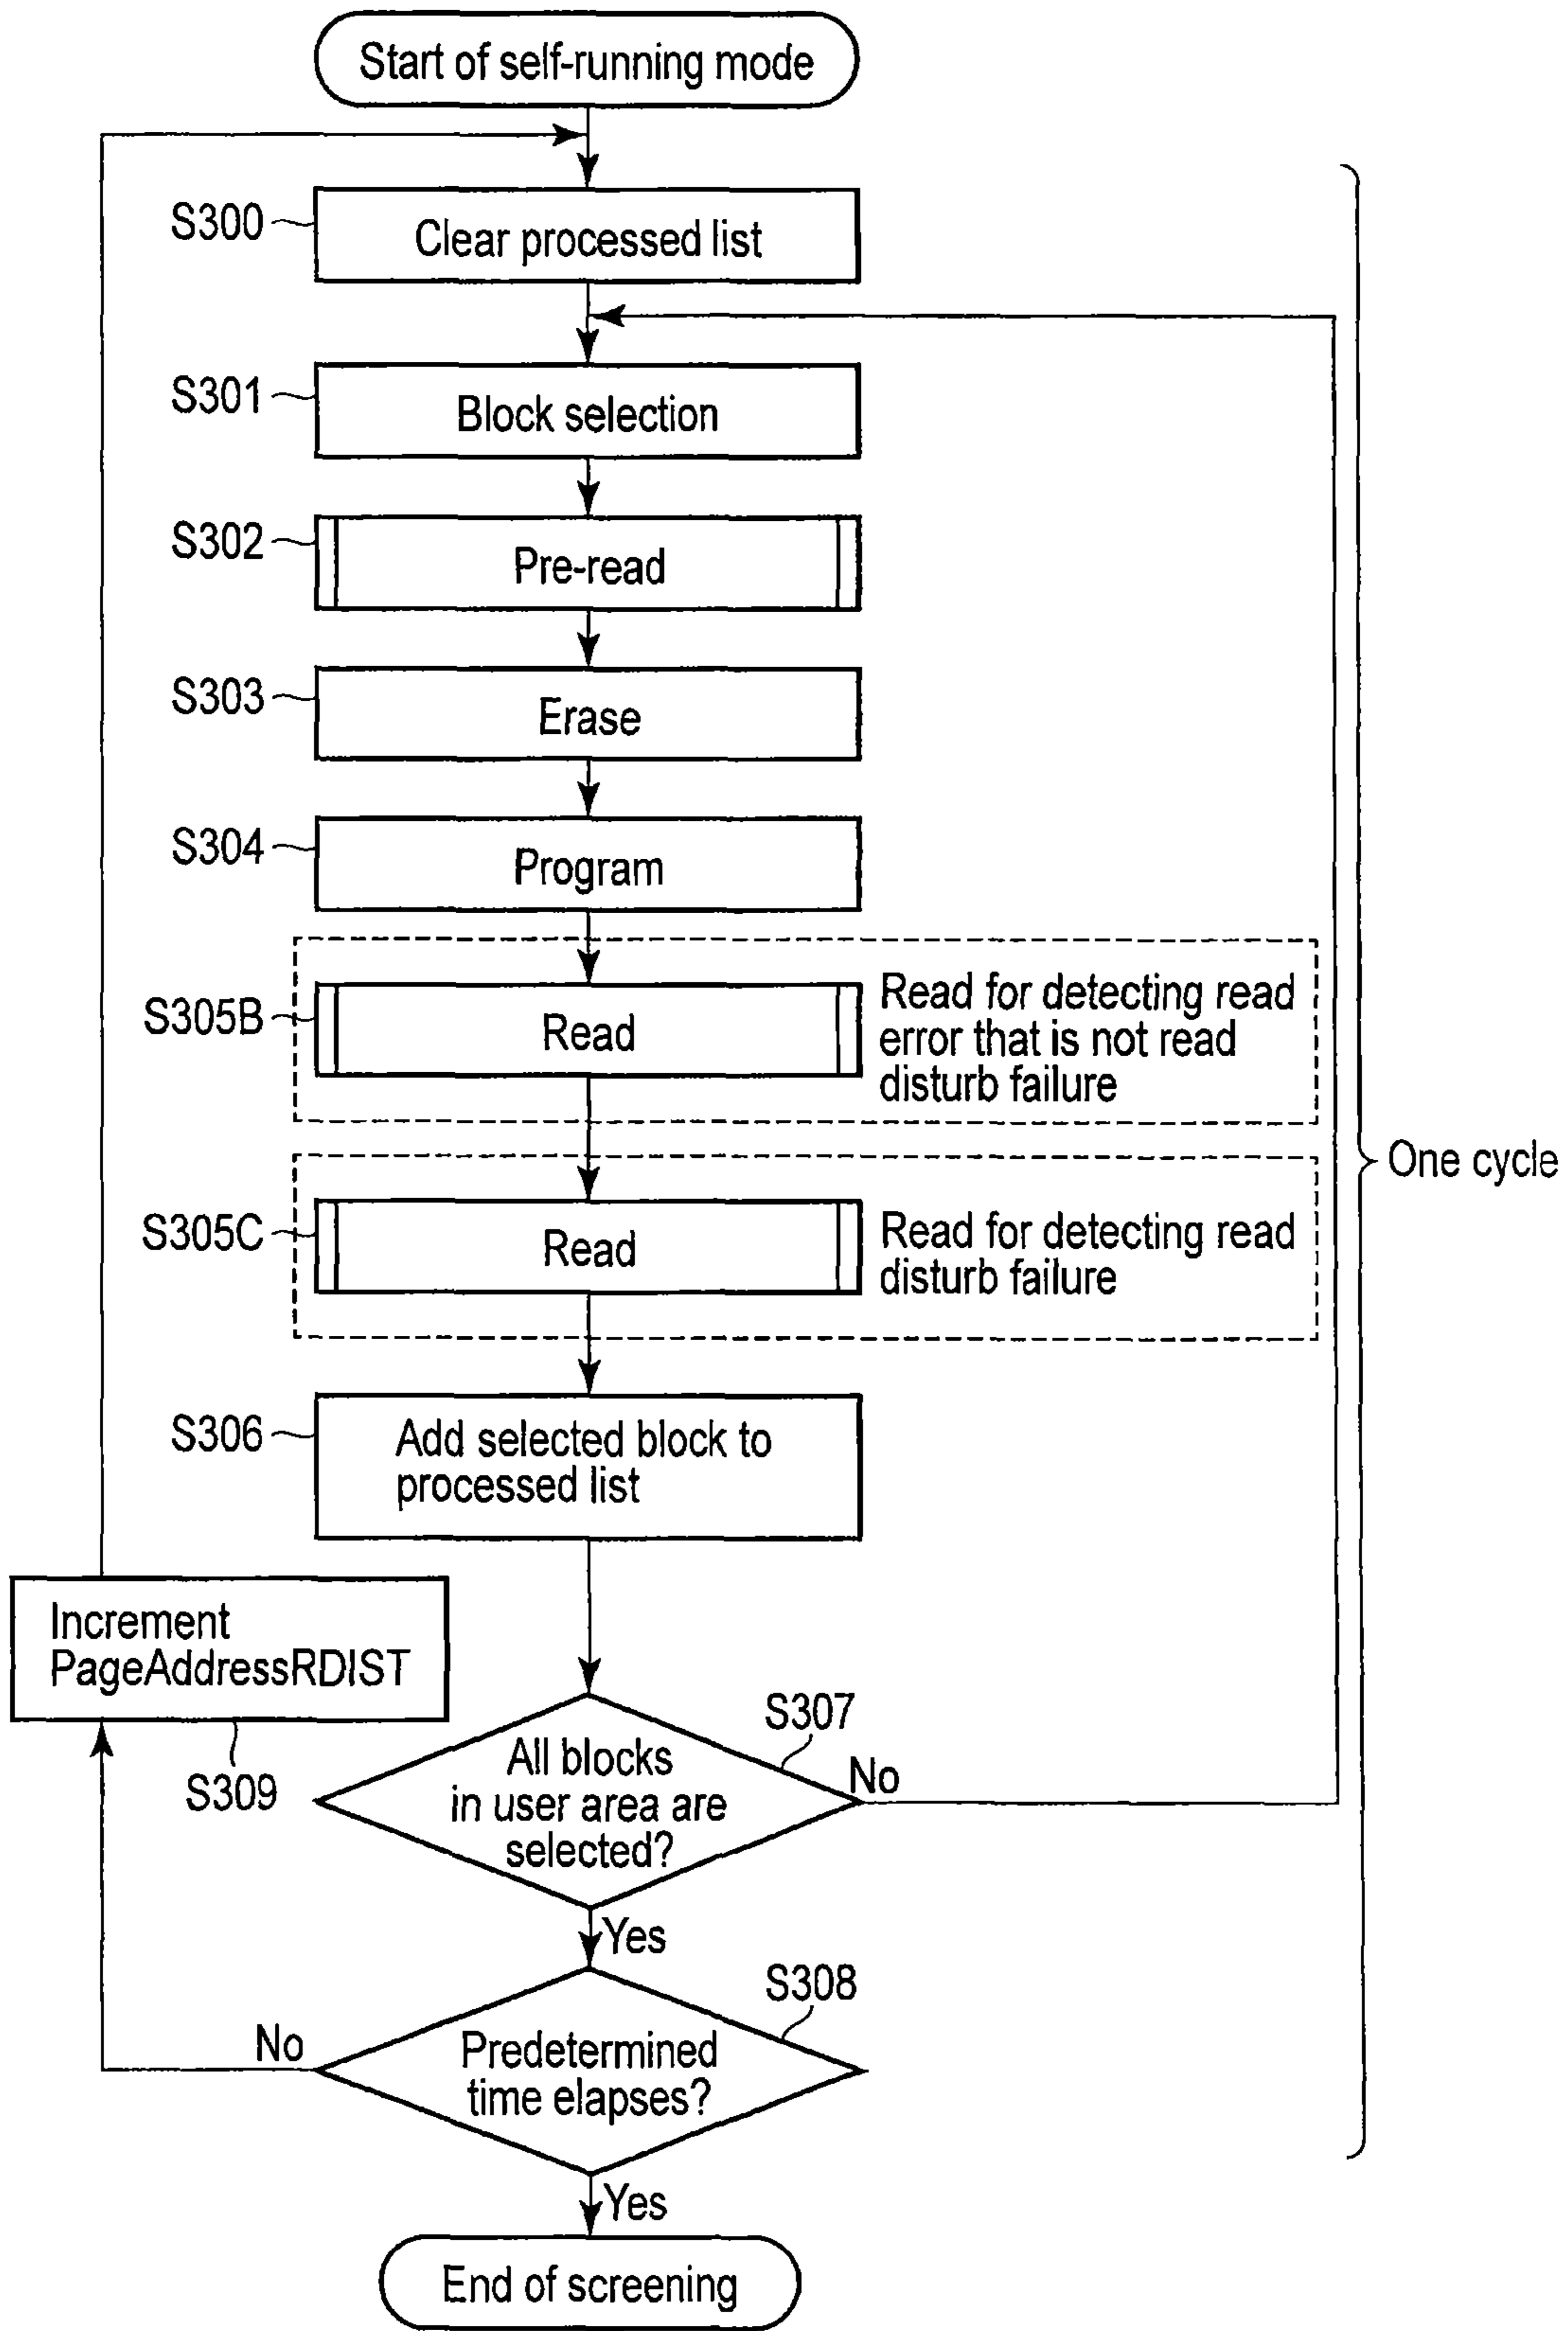 Start of self-running mode
S300
Clear processed list
S301
Block selection
S302
Pre-read
S303
Erase
S304
Program
S305B
Read
Read for detecting read
error that is not read
disturb failure
One cycle
S305C
Read
Read for detecting read
disturb failure
S306
Add selected block to
processed list
Increment
PageAddressRDIST
S309
S307
All blocks
in user area are
selected?
No
Yes
S308
Predetermined
time elapses?
No
Yes
End of screening